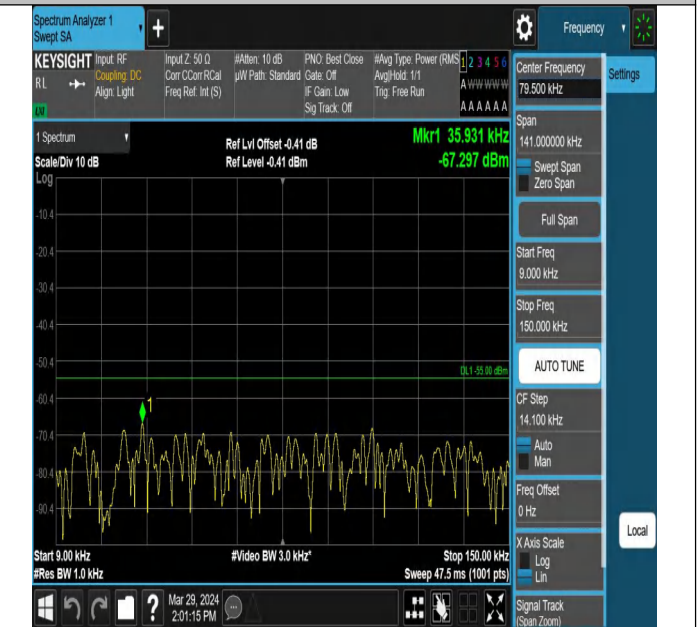 Spectrum Analyzer 1
Swept SA
+
Frequency
KEYSIGHT
RL
LXI
Input: RF
Coupling: DC
Align: Light
Input Z: 50 Ω
Corr CCorr RCal
Freq Ref: Int (S)
#Atten: 10 dB
µW Path: Standard
PNO: Best Close
Gate: Off
IF Gain: Low
Sig Track: Off
#Avg Type: Power (RMS
Avg|Hold: 1/1
Trig: Free Run
1 2 3 4 5 6
A W W W W W
A A A A A A
1 Spectrum
Scale/Div 10 dB
Log
Ref Lvl Offset -0.41 dB
Ref Level -0.41 dBm
Mkr1 35.931 kHz
-67.297 dBm
-10.4
-20.4
-30.4
-40.4
-50.4
DL1 -55.00 dBm
-60.4
1
-70.4
-80.4
-90.4
Start 9.00 kHz
#Res BW 1.0 kHz
#Video BW 3.0 kHz*
Stop 150.00 kHz
Sweep 47.5 ms (1001 pts)
?
Mar 29, 2024
2:01:15 PM
Center Frequency
79.500 kHz
Settings
Span
141.000000 kHz
Swept Span
Zero Span
Full Span
Start Freq
9.000 kHz
Stop Freq
150.000 kHz
AUTO TUNE
CF Step
14.100 kHz
Auto
Man
Freq Offset
0 Hz
Local
X Axis Scale
Log
Lin
Signal Track
(Span Zoom)